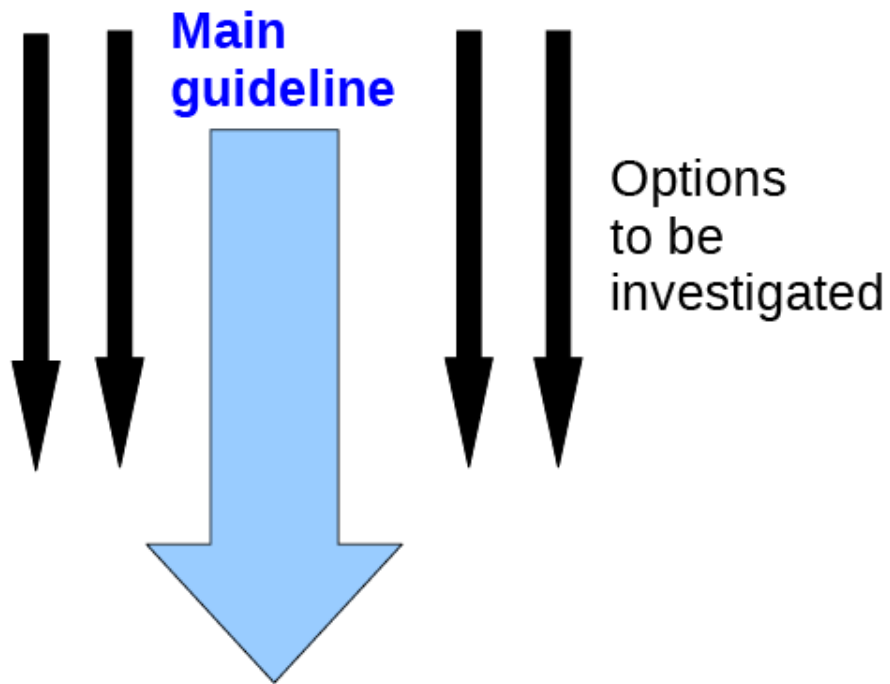 Main
guideline
Options
to be
investigated